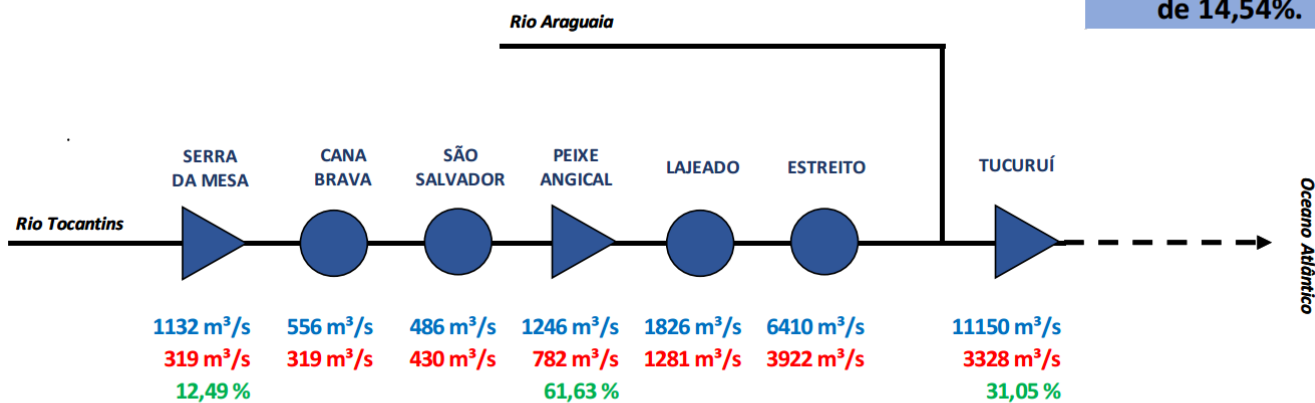 de 14,54%.
Rio Araguaia
SERRA
DA MESA
CANA
BRAVA
SÃO
SALVADOR
PEIXE
ANGICAL
LAJEADO
ESTREITO
TUCURUÍ
Rio Tocantins
Oceano Atlântico
1132 m³/s 556 m³/s 486 m³/s 1246 m³/s 1826 m³/s 6410 m³/s 11150 m³/s
319 m³/s 319 m³/s 430 m³/s 782 m³/s 1281 m³/s 3922 m³/s 3328 m³/s
12,49 % 61,63 % 31,05 %